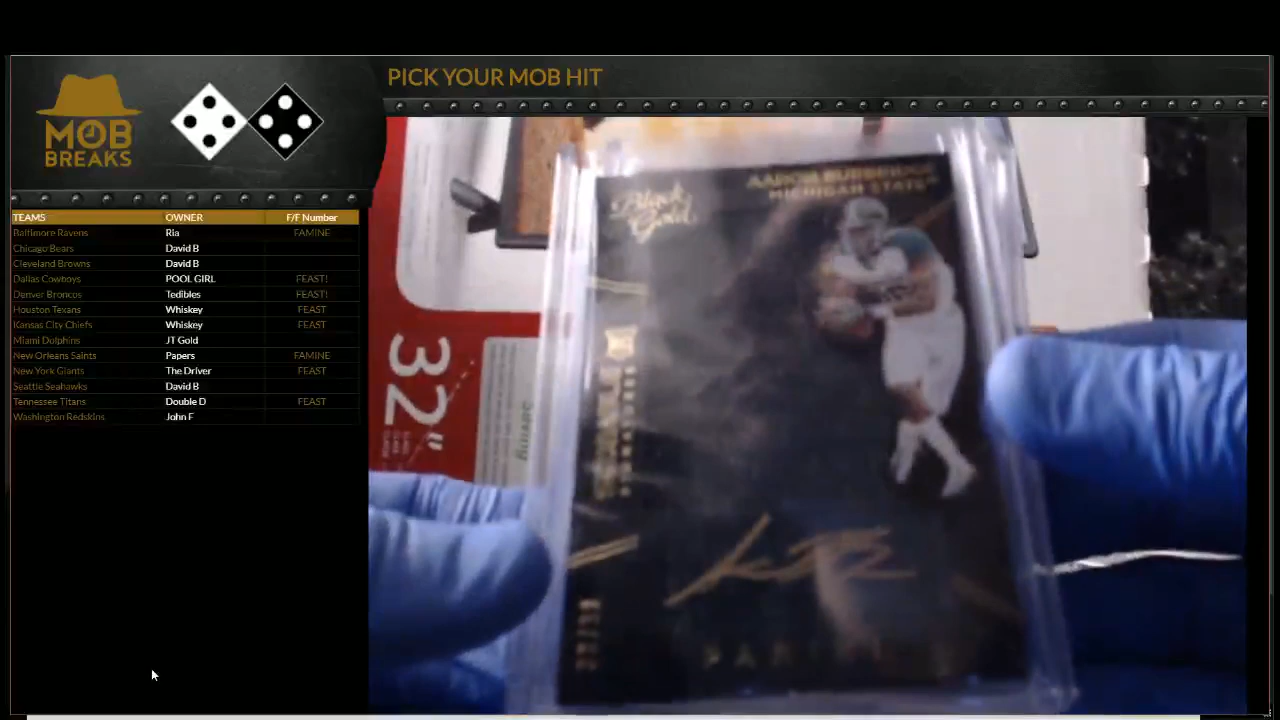 PICK YOUR MOB HIT
MOB
BREAKS
TEAMS OWNER F/F Number
Baltimore Ravens Ria FAMINE
Chicago Bears David B
Cleveland Browns David B
Dallas Cowboys POOL GIRL FEAST!
Denver Broncos Tedibles FEAST!
Houston Texans Whiskey FEAST
Kansas City Chiefs Whiskey FEAST
Miami Dolphins JT Gold
New Orleans Saints Papers FAMINE
New York Giants The Driver FEAST
Seattle Seahawks David B
Tennessee Titans Double D FEAST
Washington Redskins John F
32"
Black
Gold
AARON BURBRIDGE
MICHIGAN STATE
SIGNATURES
PANINI